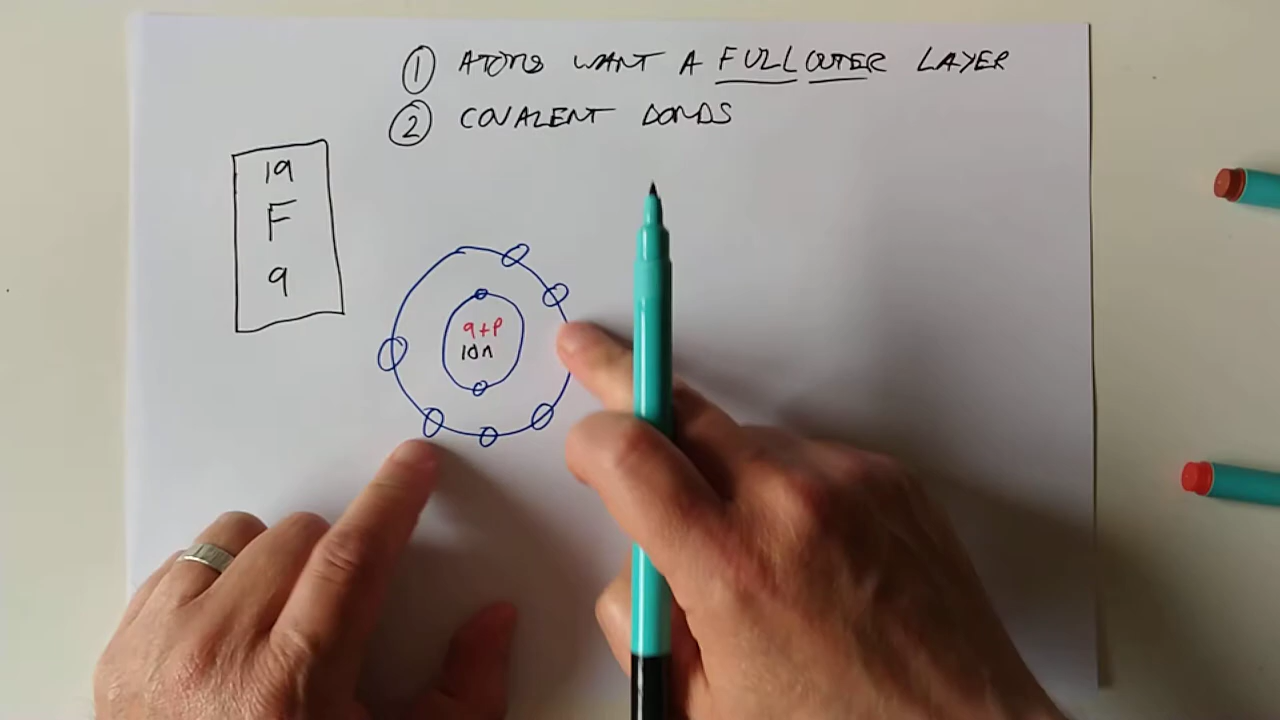 ① ATOMS WANT A FULL OUTER LAYER
② COVALENT BONDS
19
F
9
9+P
10n